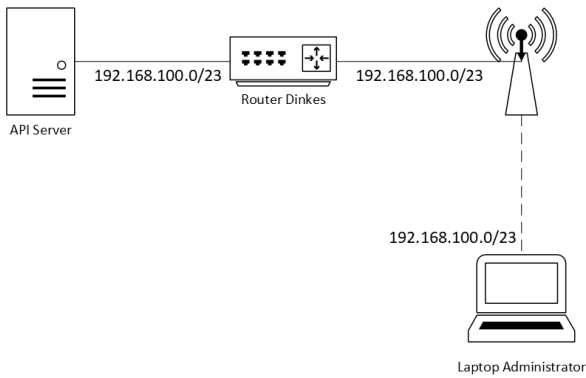 192.168.100.0/23
192.168.100.0/23
Router Dinkes
API Server
192.168.100.0/23
Laptop Administrator